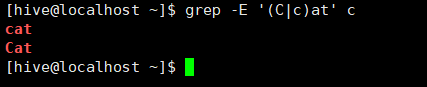 [hive@localhost ~]$ grep -E '(C|c)at' c
cat
Cat
[hive@localhost ~]$